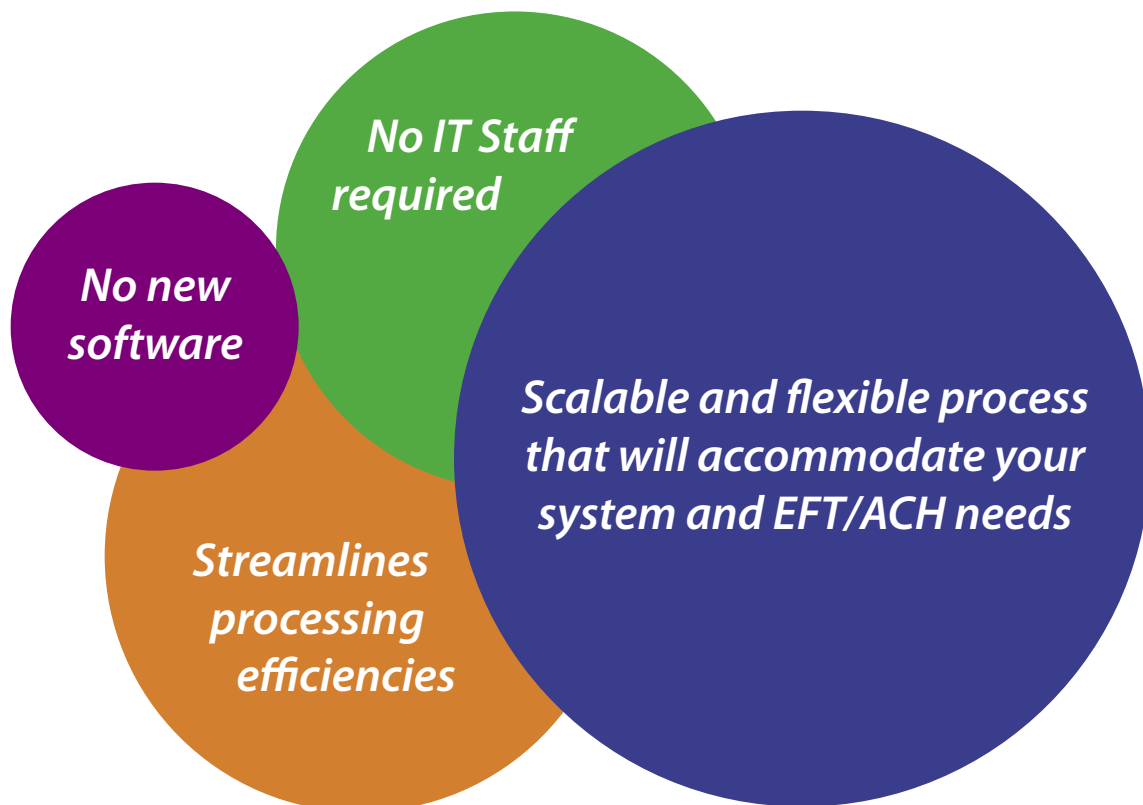 No IT Staff
required
No new
software
Scalable and flexible process
that will accommodate your
system and EFT/ACH needs
Streamlines
processing
efficiencies